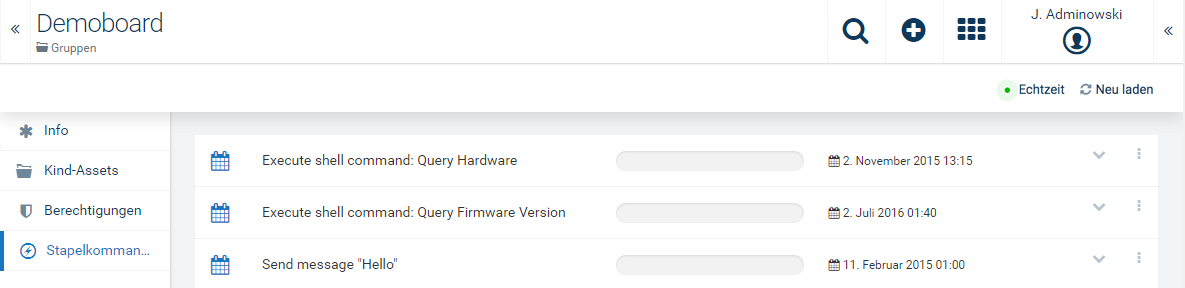 Demoboard
Gruppen
J. Adminowski
Echtzeit Neu laden
Info
Kind-Assets
Berechtigungen
Stapelkomman...
Execute shell command: Query Hardware 2. November 2015 13:15
Execute shell command: Query Firmware Version 2. Juli 2016 01:40
Send message "Hello" 11. Februar 2015 01:00